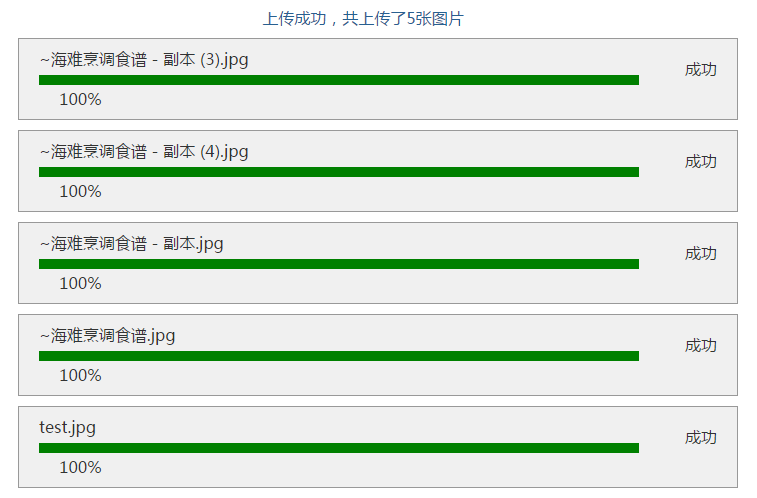 上传成功，共上传了5张图片
~海难烹调食谱 - 副本 (3).jpg
成功
100%
~海难烹调食谱 - 副本 (4).jpg
成功
100%
~海难烹调食谱 - 副本.jpg
成功
100%
~海难烹调食谱.jpg
成功
100%
test.jpg
成功
100%